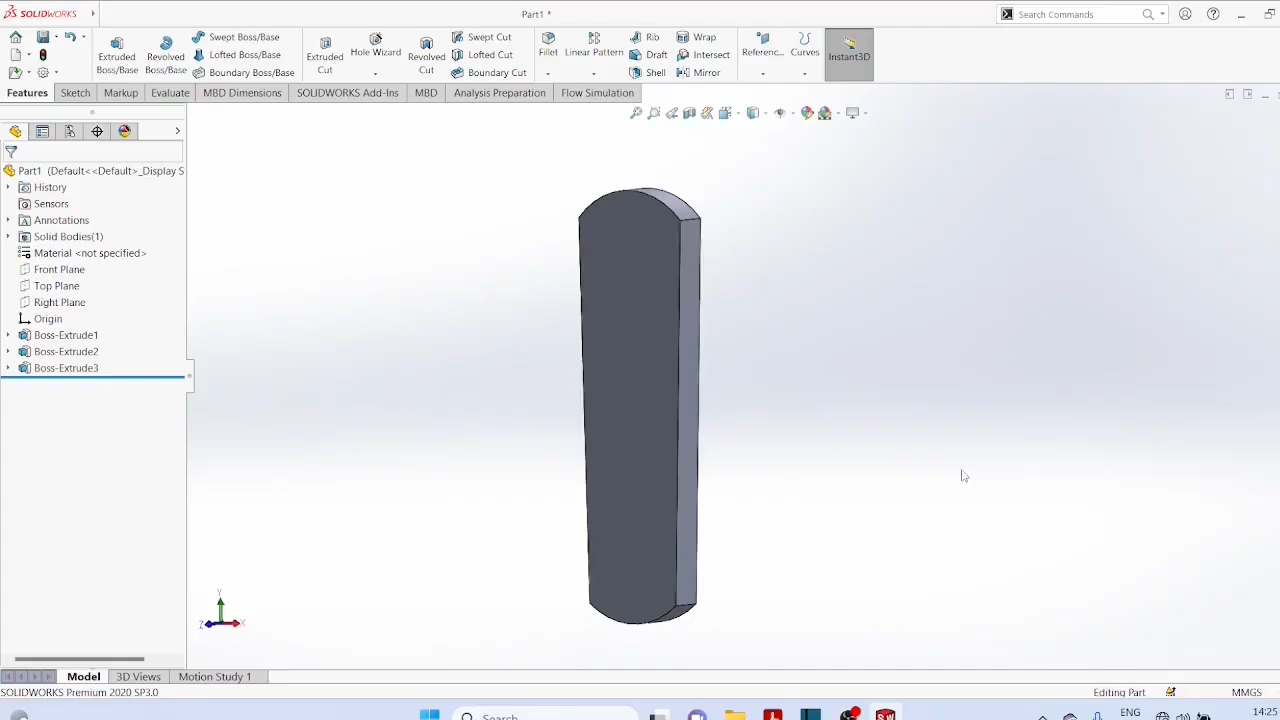 SOLIDWORKS
Part1 *
Search Commands
Extruded Boss/Base
Revolved Boss/Base
Swept Boss/Base
Lofted Boss/Base
Boundary Boss/Base
Extruded Cut
Hole Wizard
Revolved Cut
Swept Cut
Lofted Cut
Boundary Cut
Fillet
Linear Pattern
Rib
Draft
Shell
Wrap
Intersect
Mirror
Referenc...
Curves
Instant3D
Features
Sketch
Markup
Evaluate
MBD Dimensions
SOLIDWORKS Add-Ins
MBD
Analysis Preparation
Flow Simulation
Part1 (Default<<Default>_Display S
History
Sensors
Annotations
Solid Bodies(1)
Material <not specified>
Front Plane
Top Plane
Right Plane
Origin
Boss-Extrude1
Boss-Extrude2
Boss-Extrude3
Y
Z
X
Model
3D Views
Motion Study 1
SOLIDWORKS Premium 2020 SP3.0
Editing Part
MMGS
Search
ENG
14:25